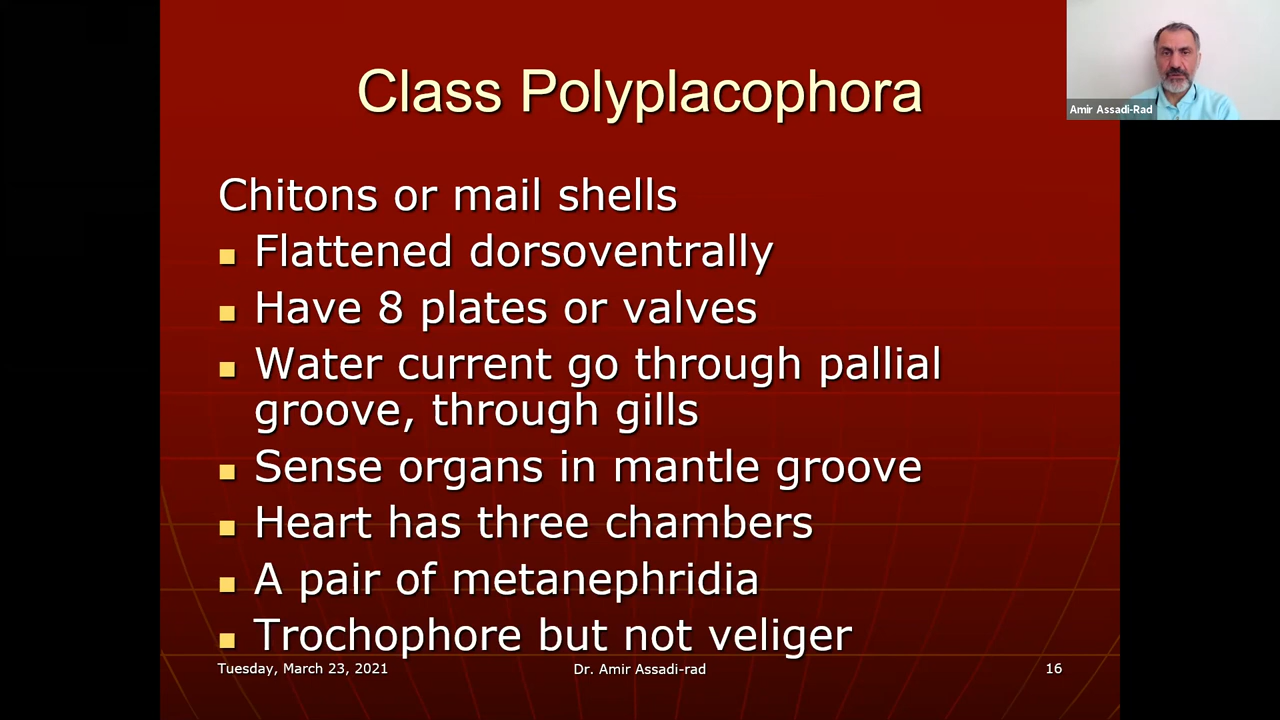 Class Polyplacophora
Amir Assadi-Rad
Chitons or mail shells
Flattened dorsoventrally
Have 8 plates or valves
Water current go through pallial
groove, through gills
Sense organs in mantle groove
Heart has three chambers
A pair of metanephridia
Trochophore but not veliger
Tuesday, March 23, 2021
Dr. Amir Assadi-rad
16